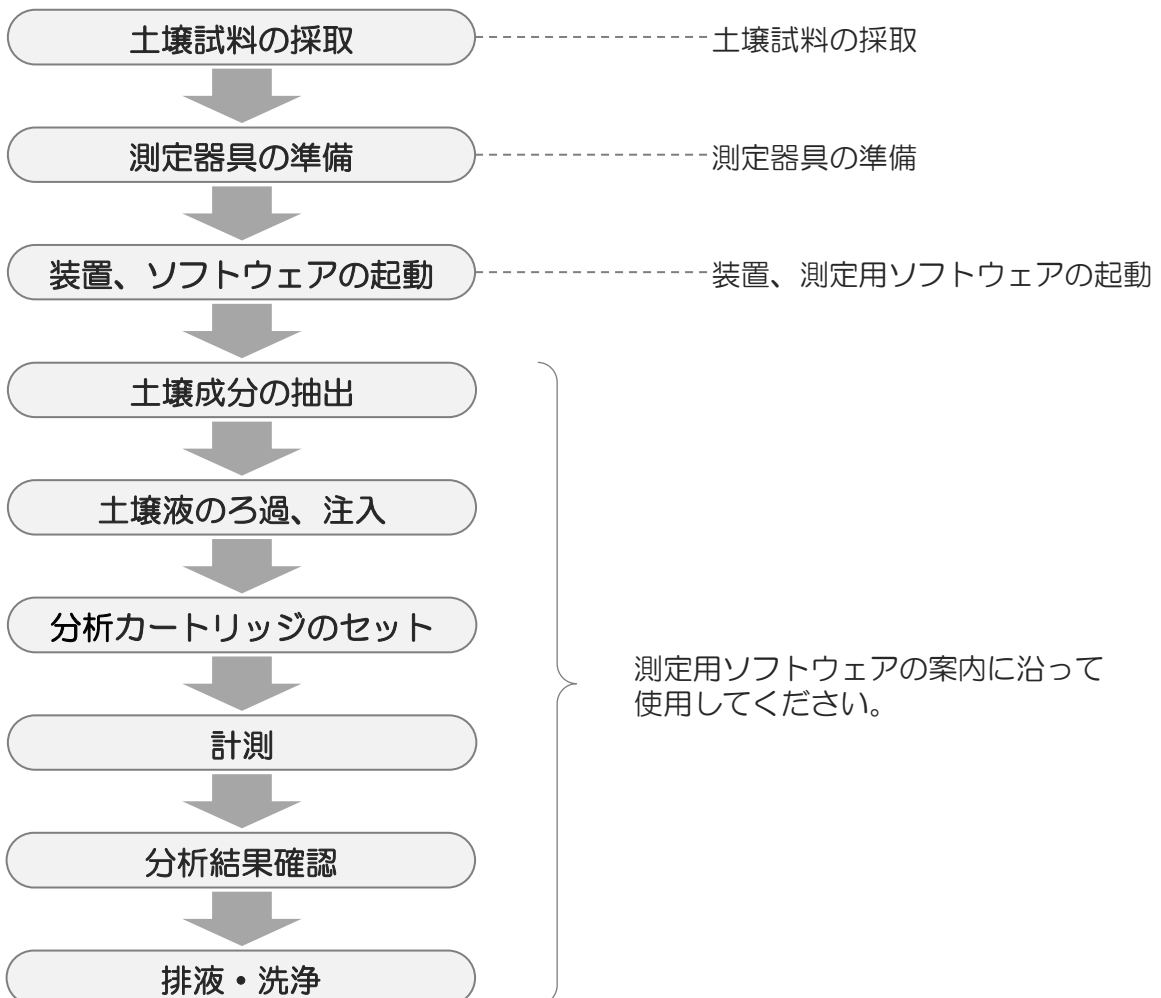 土壌試料の採取
土壌試料の採取
測定器具の準備
測定器具の準備
装置、ソフトウェアの起動
装置、測定用ソフトウェアの起動
土壌成分の抽出
土壌液のろ過、注入
分析カートリッジのセット
計測
分析結果確認
排液・洗浄
測定用ソフトウェアの案内に沿って
使用してください。